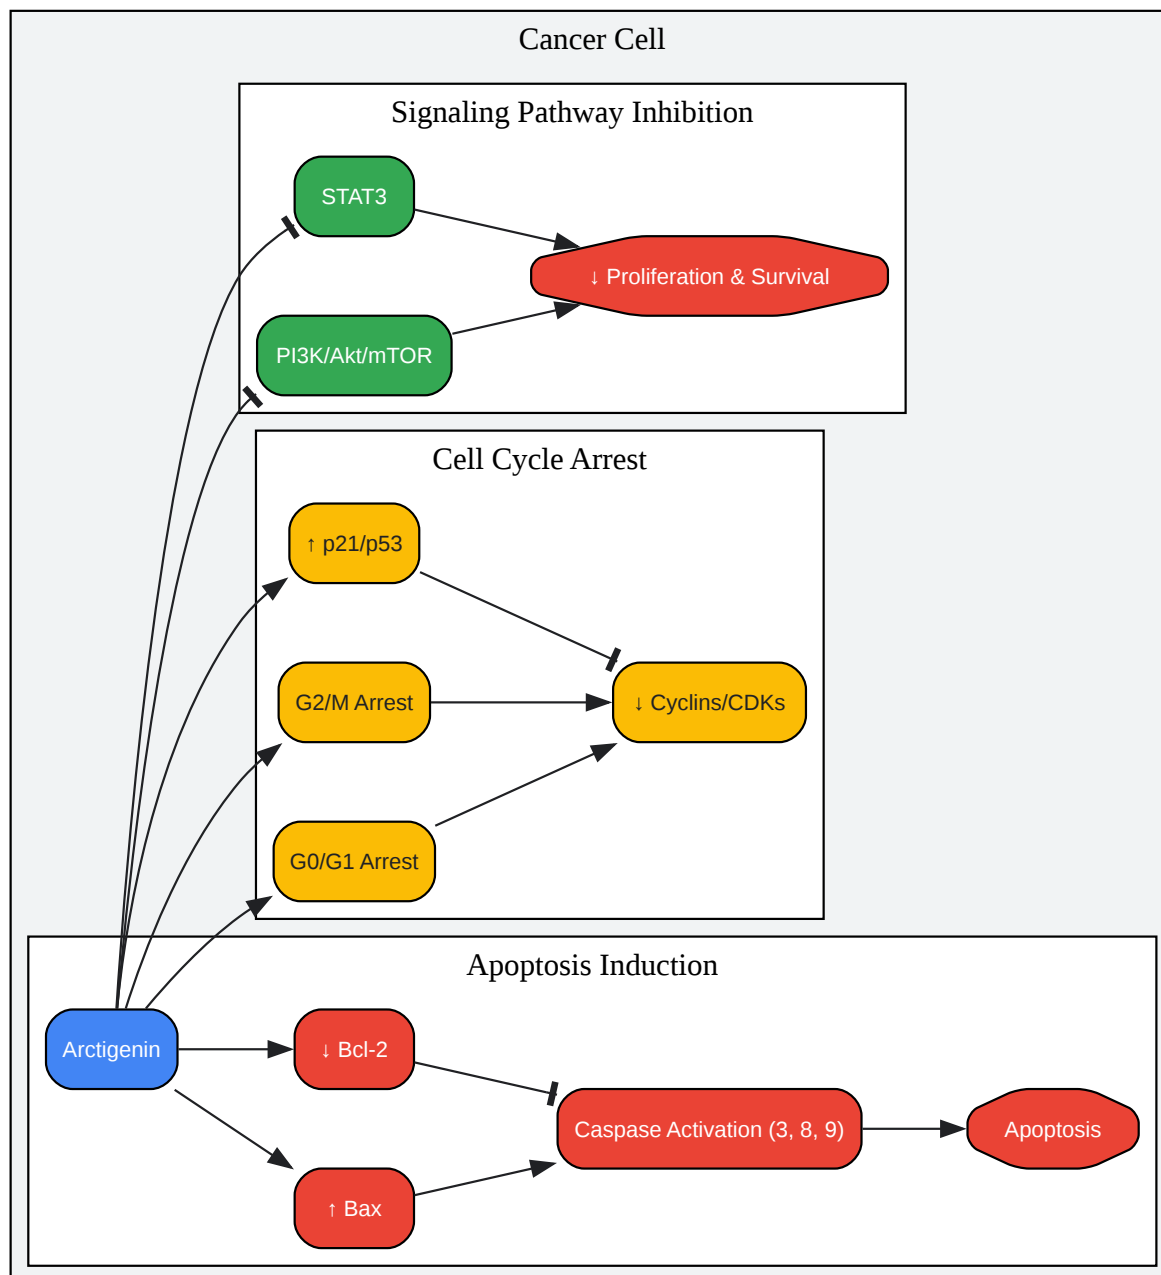 Cancer Cell
Signaling Pathway Inhibition
STAT3
↓ Proliferation & Survival
PI3K/Akt/mTOR
Cell Cycle Arrest
↑ p21/p53
G2/M Arrest
↓ Cyclins/CDKs
G0/G1 Arrest
Apoptosis Induction
Arctigenin
↓ Bcl-2
Caspase Activation (3, 8, 9)
Apoptosis
↑ Bax